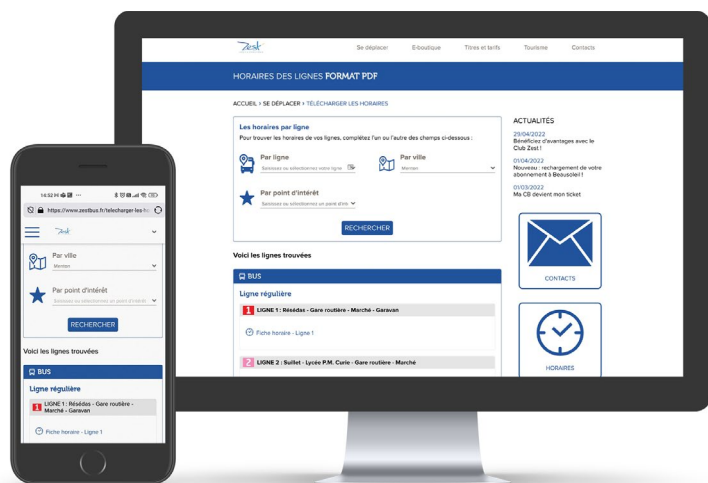 Zest
Se déplacer
E-boutique
Titres et tarifs
Tourisme
Contacts
HORAIRES DES LIGNES FORMAT PDF
ACCUEIL > SE DÉPLACER > TÉLÉCHARGER LES HORAIRES
Les horaires par ligne
Pour trouver les horaires de vos lignes, complétez l'un ou l'autre des champs ci-dessous :
Par ligne
Saisissez ou sélectionnez votre ligne
Par ville
Menton
Par point d'intérêt
Saisissez ou sélectionnez un point d'inté
RECHERCHER
Voici les lignes trouvées
BUS
Ligne régulière
1 LIGNE 1 : Résédas - Gare routière - Marché - Garavan
Fiche horaire - Ligne 1
2 LIGNE 2 : Suillet - Lycée P.M. Curie - Gare routière - Marché
ACTUALITÉS
29/04/2022
Bénéficiez d'avantages avec le
Club Zest !
01/04/2022
Nouveau : rechargement de votre
abonnement à Beausoleil !
01/03/2022
Ma CB devient mon ticket
CONTACTS
HORAIRES
https://www.zestbus.fr/telecharger-les-ho
Zest
Par ville
Menton
Par point d'intérêt
Saisissez ou sélectionnez un point d'intérêt
RECHERCHER
Voici les lignes trouvées
BUS
Ligne régulière
1 LIGNE 1 : Résédas - Gare routière -
Marché - Garavan
Fiche horaire - Ligne 1